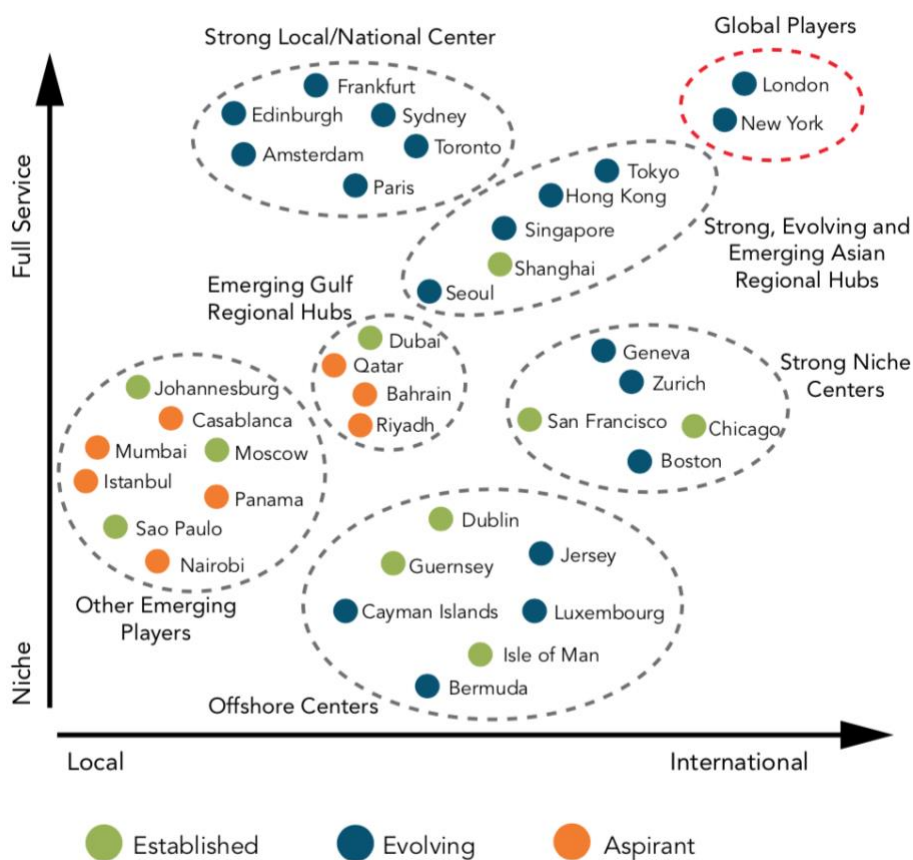 Global Players
Strong Local/National Center
London
Frankfurt
Edinburgh
Sydney
New York
Toronto
Amsterdam
Tokyo
Paris
Hong Kong
Full Service
Singapore
Strong, Evolving and
Emerging Asian
Regional Hubs
Shanghai
Seoul
Emerging Gulf
Regional Hubs
Dubai
Qatar
Bahrain
Riyadh
Geneva
Zurich
San Francisco
Chicago
Boston
Strong Niche
Centers
Johannesburg
Casablanca
Mumbai
Moscow
Istanbul
Panama
Sao Paulo
Nairobi
Other Emerging
Players
Dublin
Jersey
Guernsey
Cayman Islands
Luxembourg
Isle of Man
Bermuda
Offshore Centers
Niche
Local
International
Established
Evolving
Aspirant